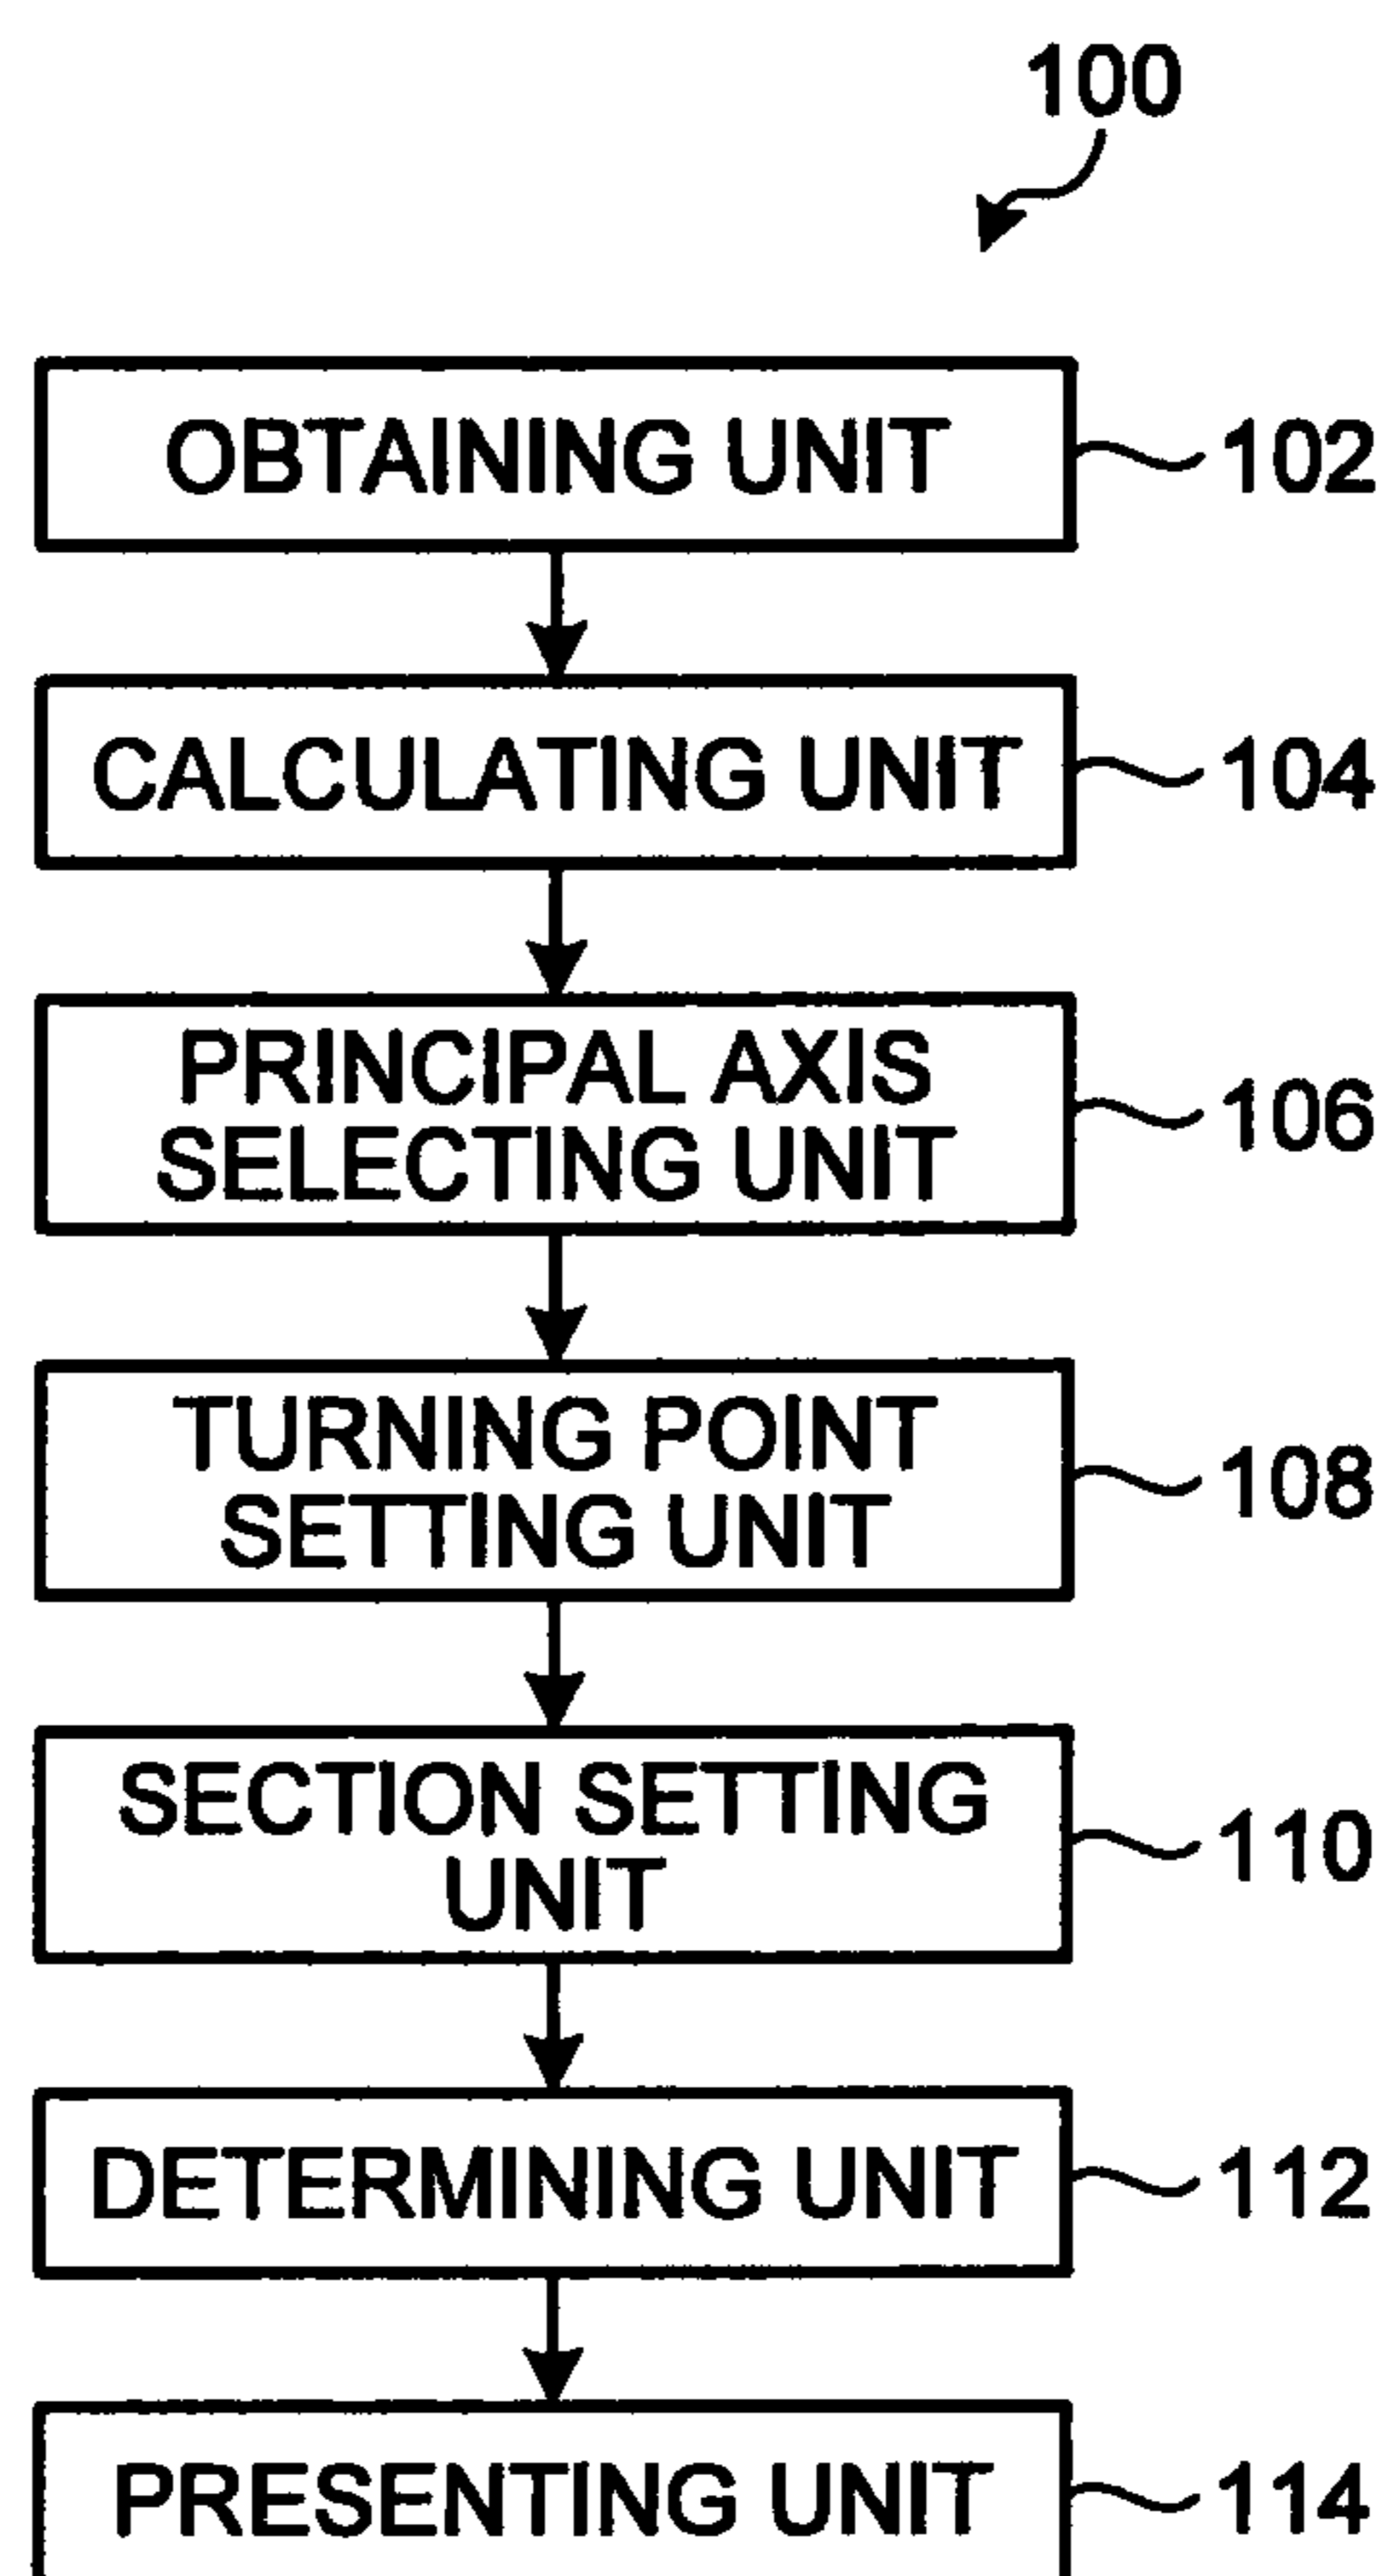 100
OBTAINING UNIT
102
CALCULATING UNIT
104
PRINCIPAL AXIS
SELECTING UNIT
106
TURNING POINT
SETTING UNIT
108
SECTION SETTING
UNIT
110
DETERMINING UNIT
112
PRESENTING UNIT
114